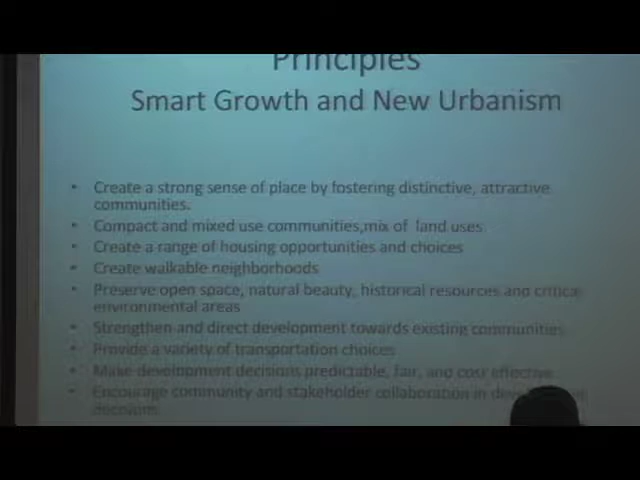 Principles
Smart Growth and New Urbanism
• Create a strong sense of place by fostering distinctive, attractive
communities.
• Compact and mixed use communities,mix of land uses
• Create a range of housing opportunities and choices
• Create walkable neighborhoods
• Preserve open space, natural beauty, historical resources and critical
environmental areas
• Strengthen and direct development towards existing communities
• Provide a variety of transportation choices
• Make development decisions predictable, fair, and cost effective
• Encourage community and stakeholder collaboration in
decisions